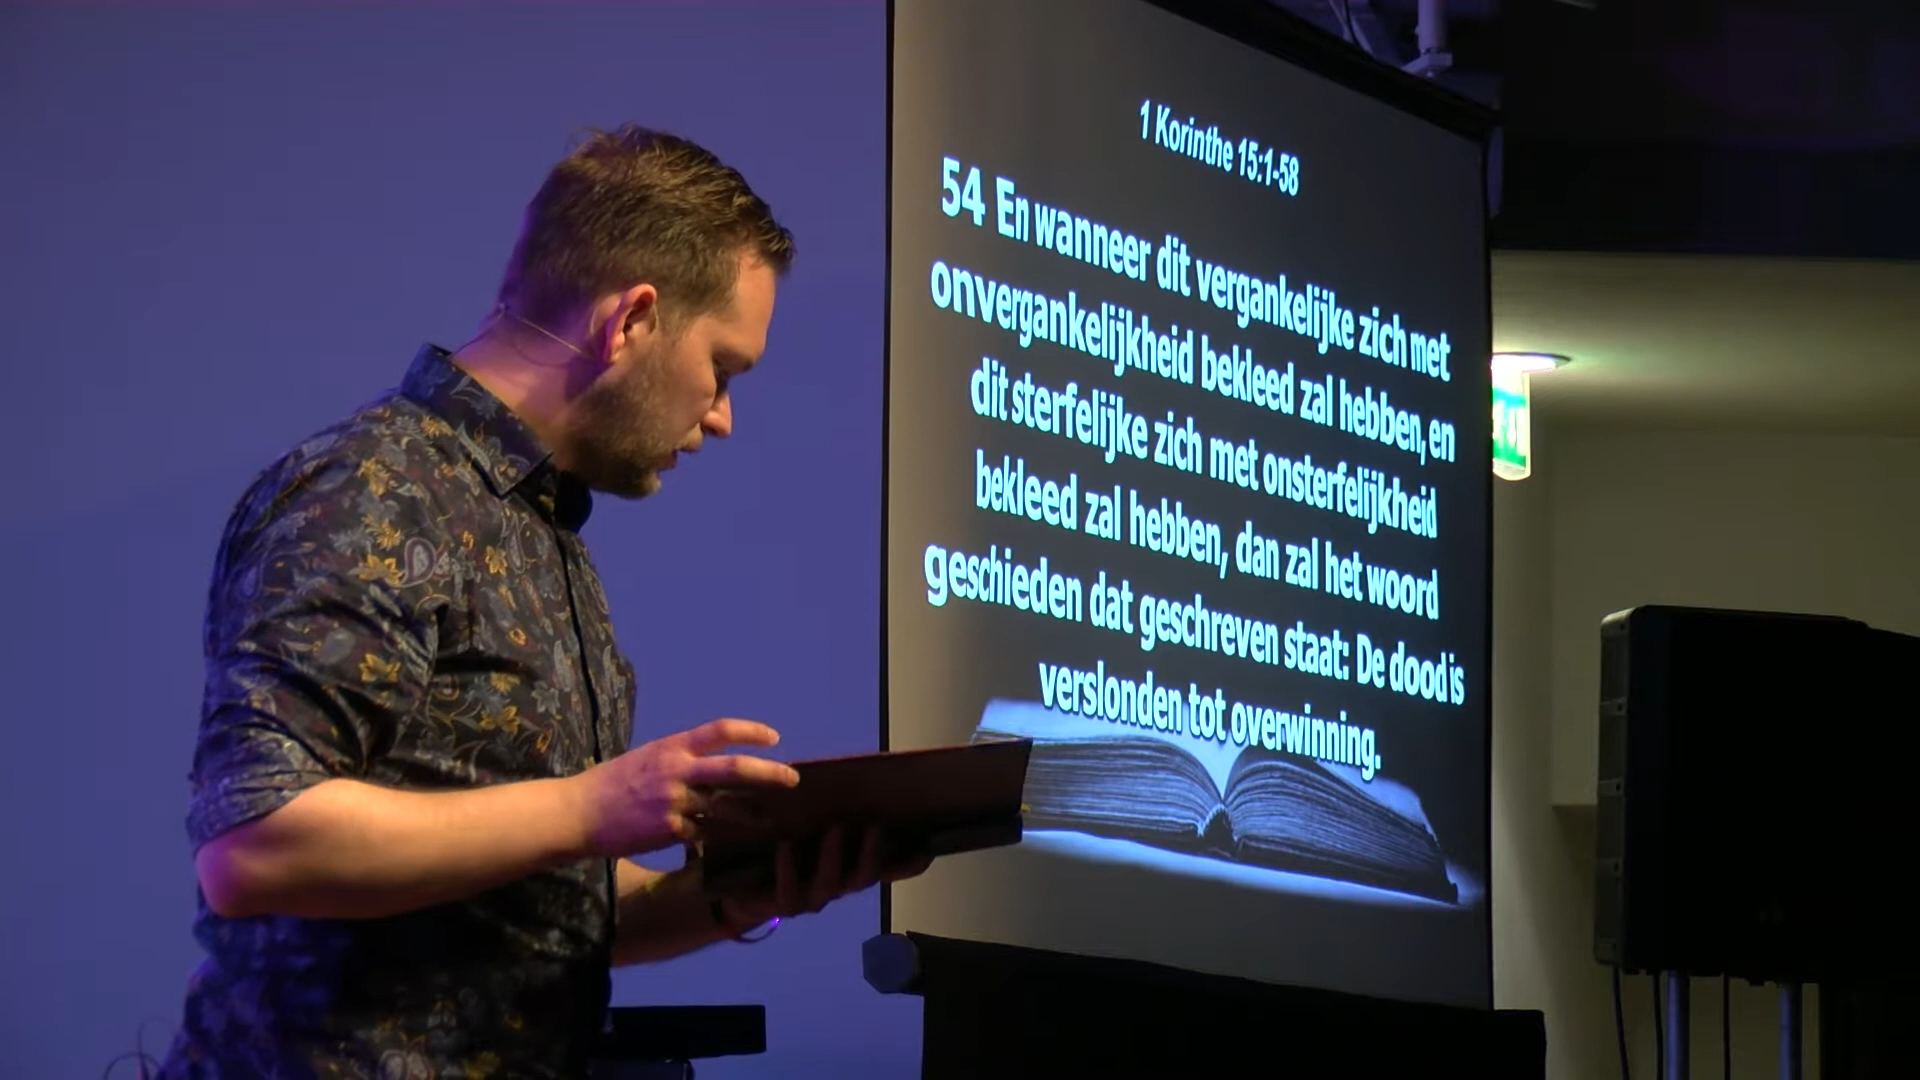 1 Korinthe 15:1-58
54 En wanneer dit vergankelijke zich met
onvergankelijkheid bekleed zal hebben, en
dit sterfelijke zich met onsterfelijkheid
bekleed zal hebben, dan zal het woord
geschieden dat geschreven staat: De dood is
verslonden tot overwinning.